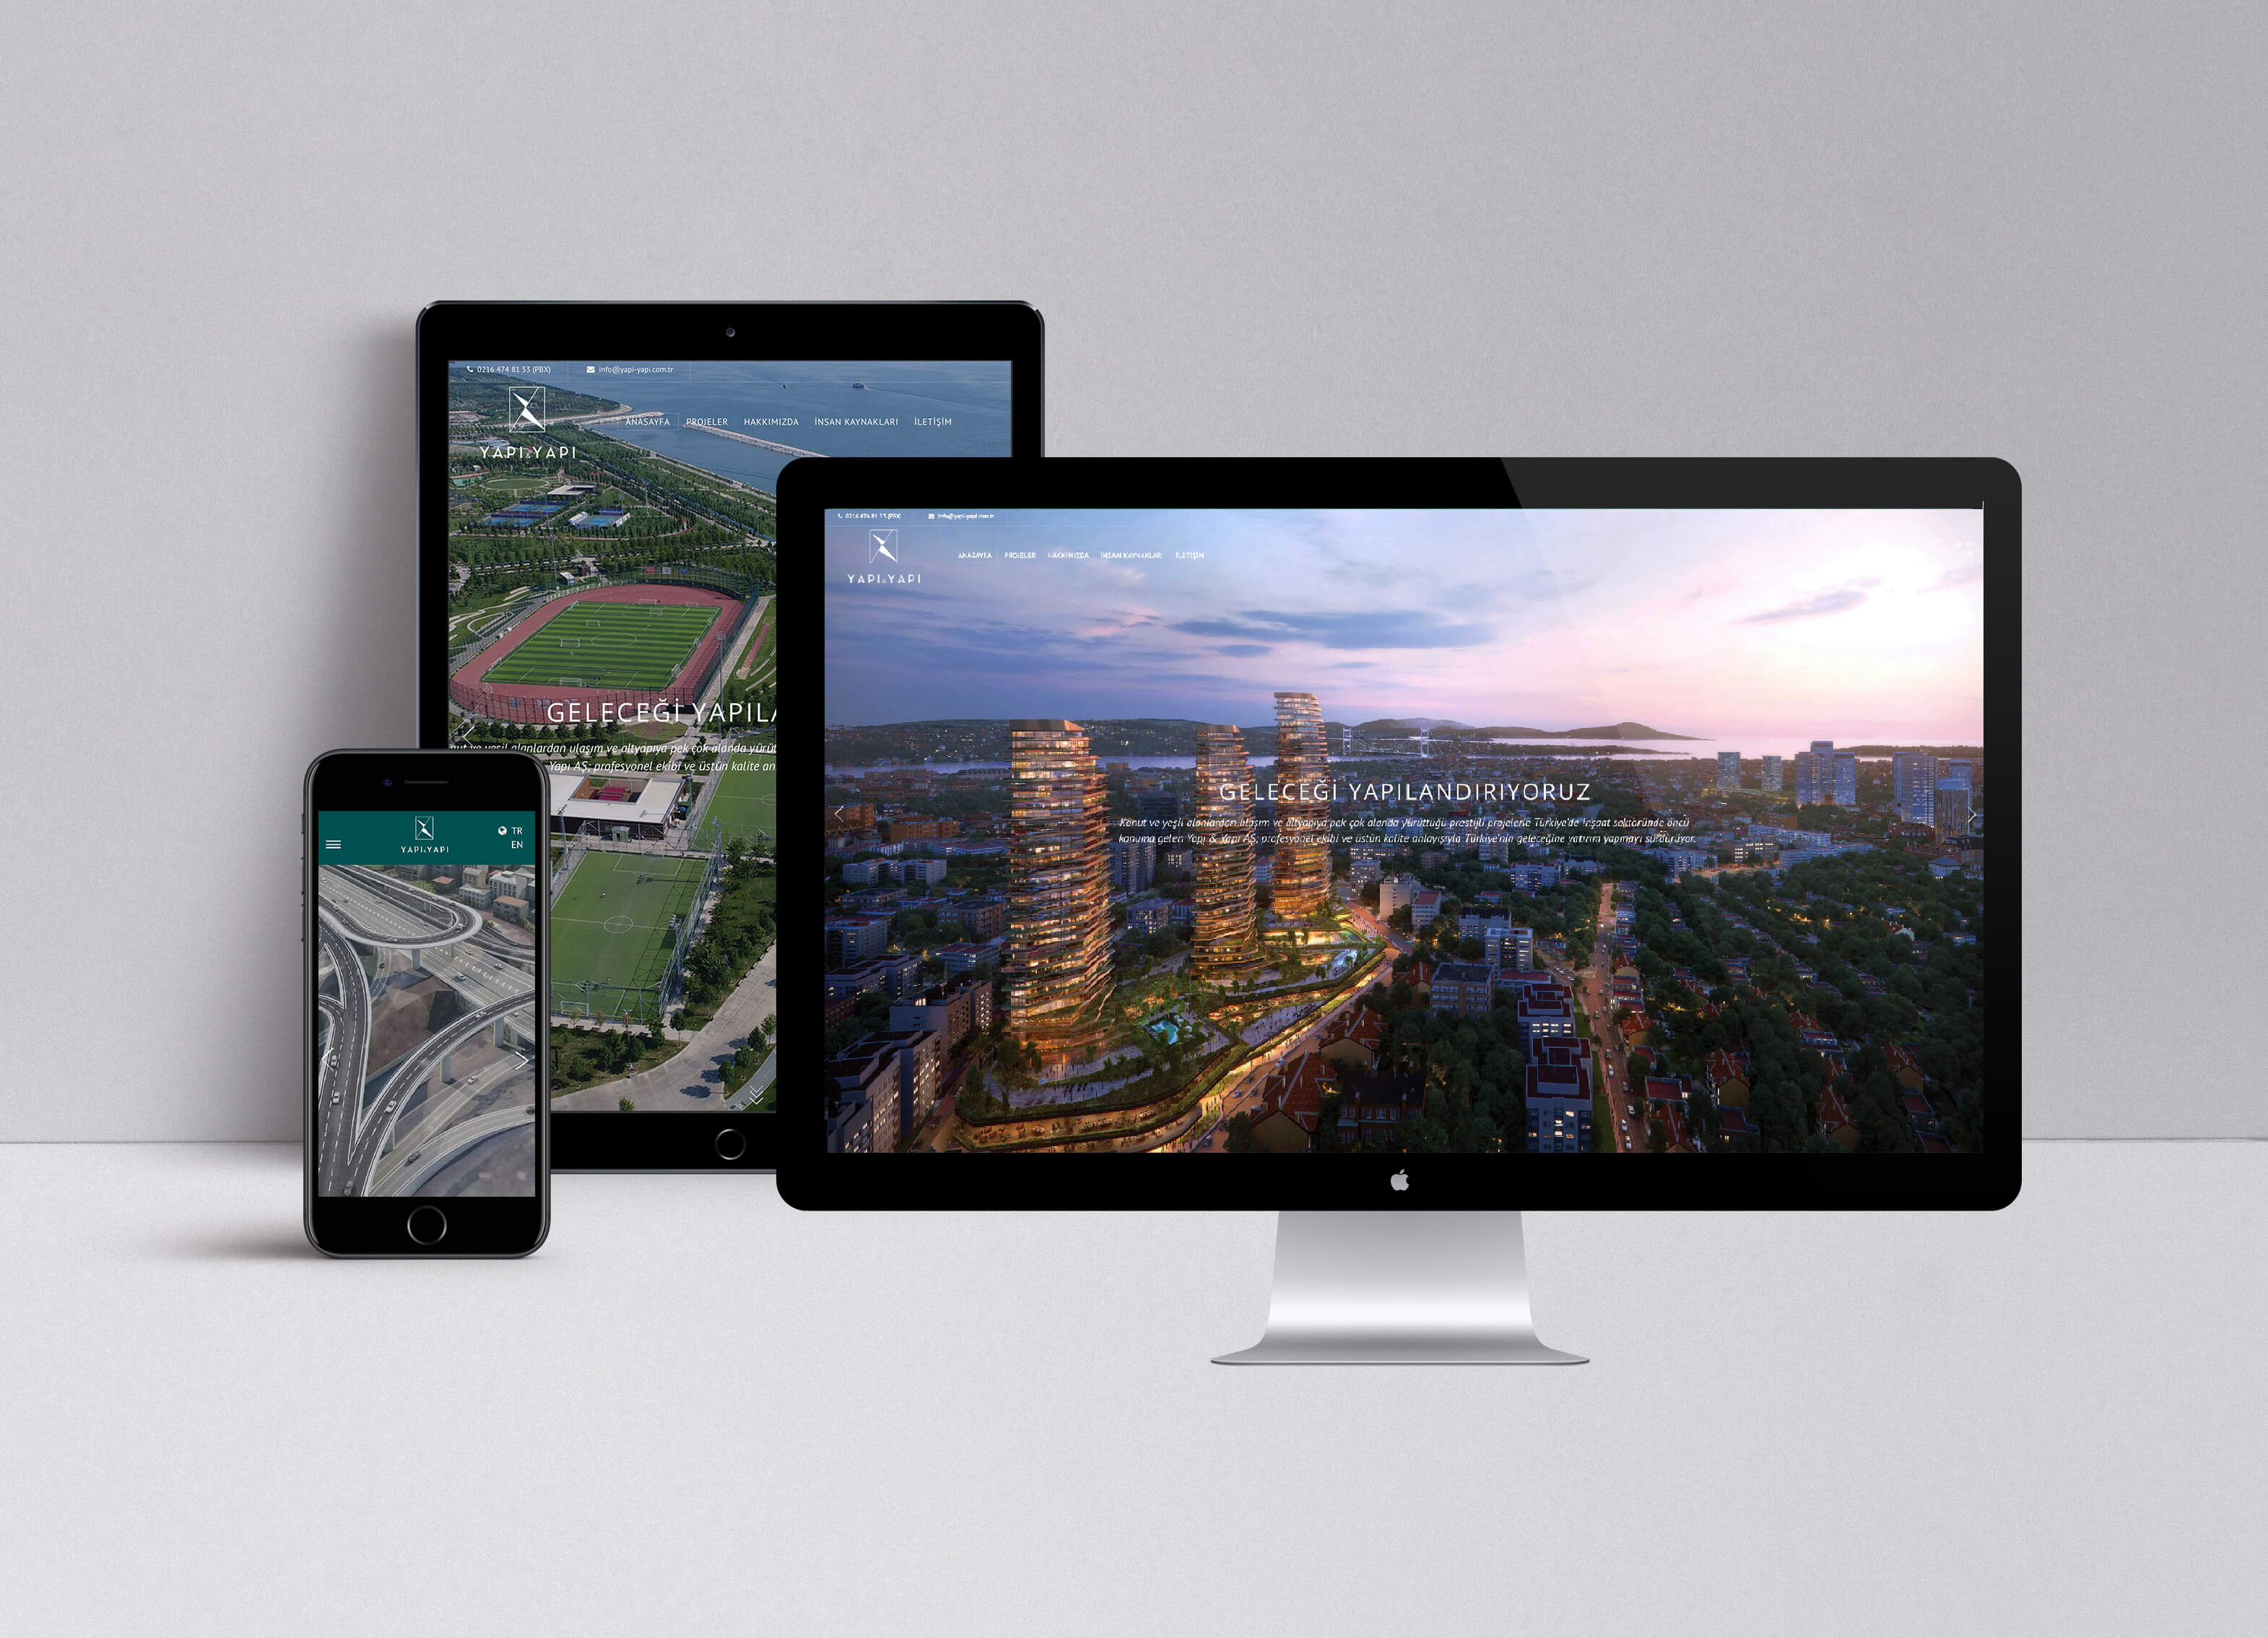 0216 474 81 53 (PBX) info@yapi-yapi.com.tr
YAPI&YAPI
ANASAYFA PROJELER HAKKIMIZDA İNSAN KAYNAKLARI İLETİŞİM
GELECEĞİ YAPILA
nut ve yeşil alanlardan ulaşım ve altyapıya pek çok alanda yürüt
Yapı AŞ; profesyonel ekibi ve üstün kalite an
YAPI&YAPI
TR
EN
0216 474 81 53 (PBX) info@yapi-yapi.com.tr
YAPI&YAPI
ANASAYFA PROJELER HAKKIMIZDA İNSAN KAYNAKLARI İLETİŞİM
GELECEĞİ YAPILANDIRIYORUZ
Konut ve yeşil alanlardan ulaşım ve altyapıya pek çok alanda yürüttüğü prestijli projelerle Türkiye'de inşaat sektöründe öncü
konuma gelen Yapı & Yapı AŞ; profesyonel ekibi ve üstün kalite anlayışıyla Türkiye'nin geleceğine yatırım yapmayı sürdürüyor.